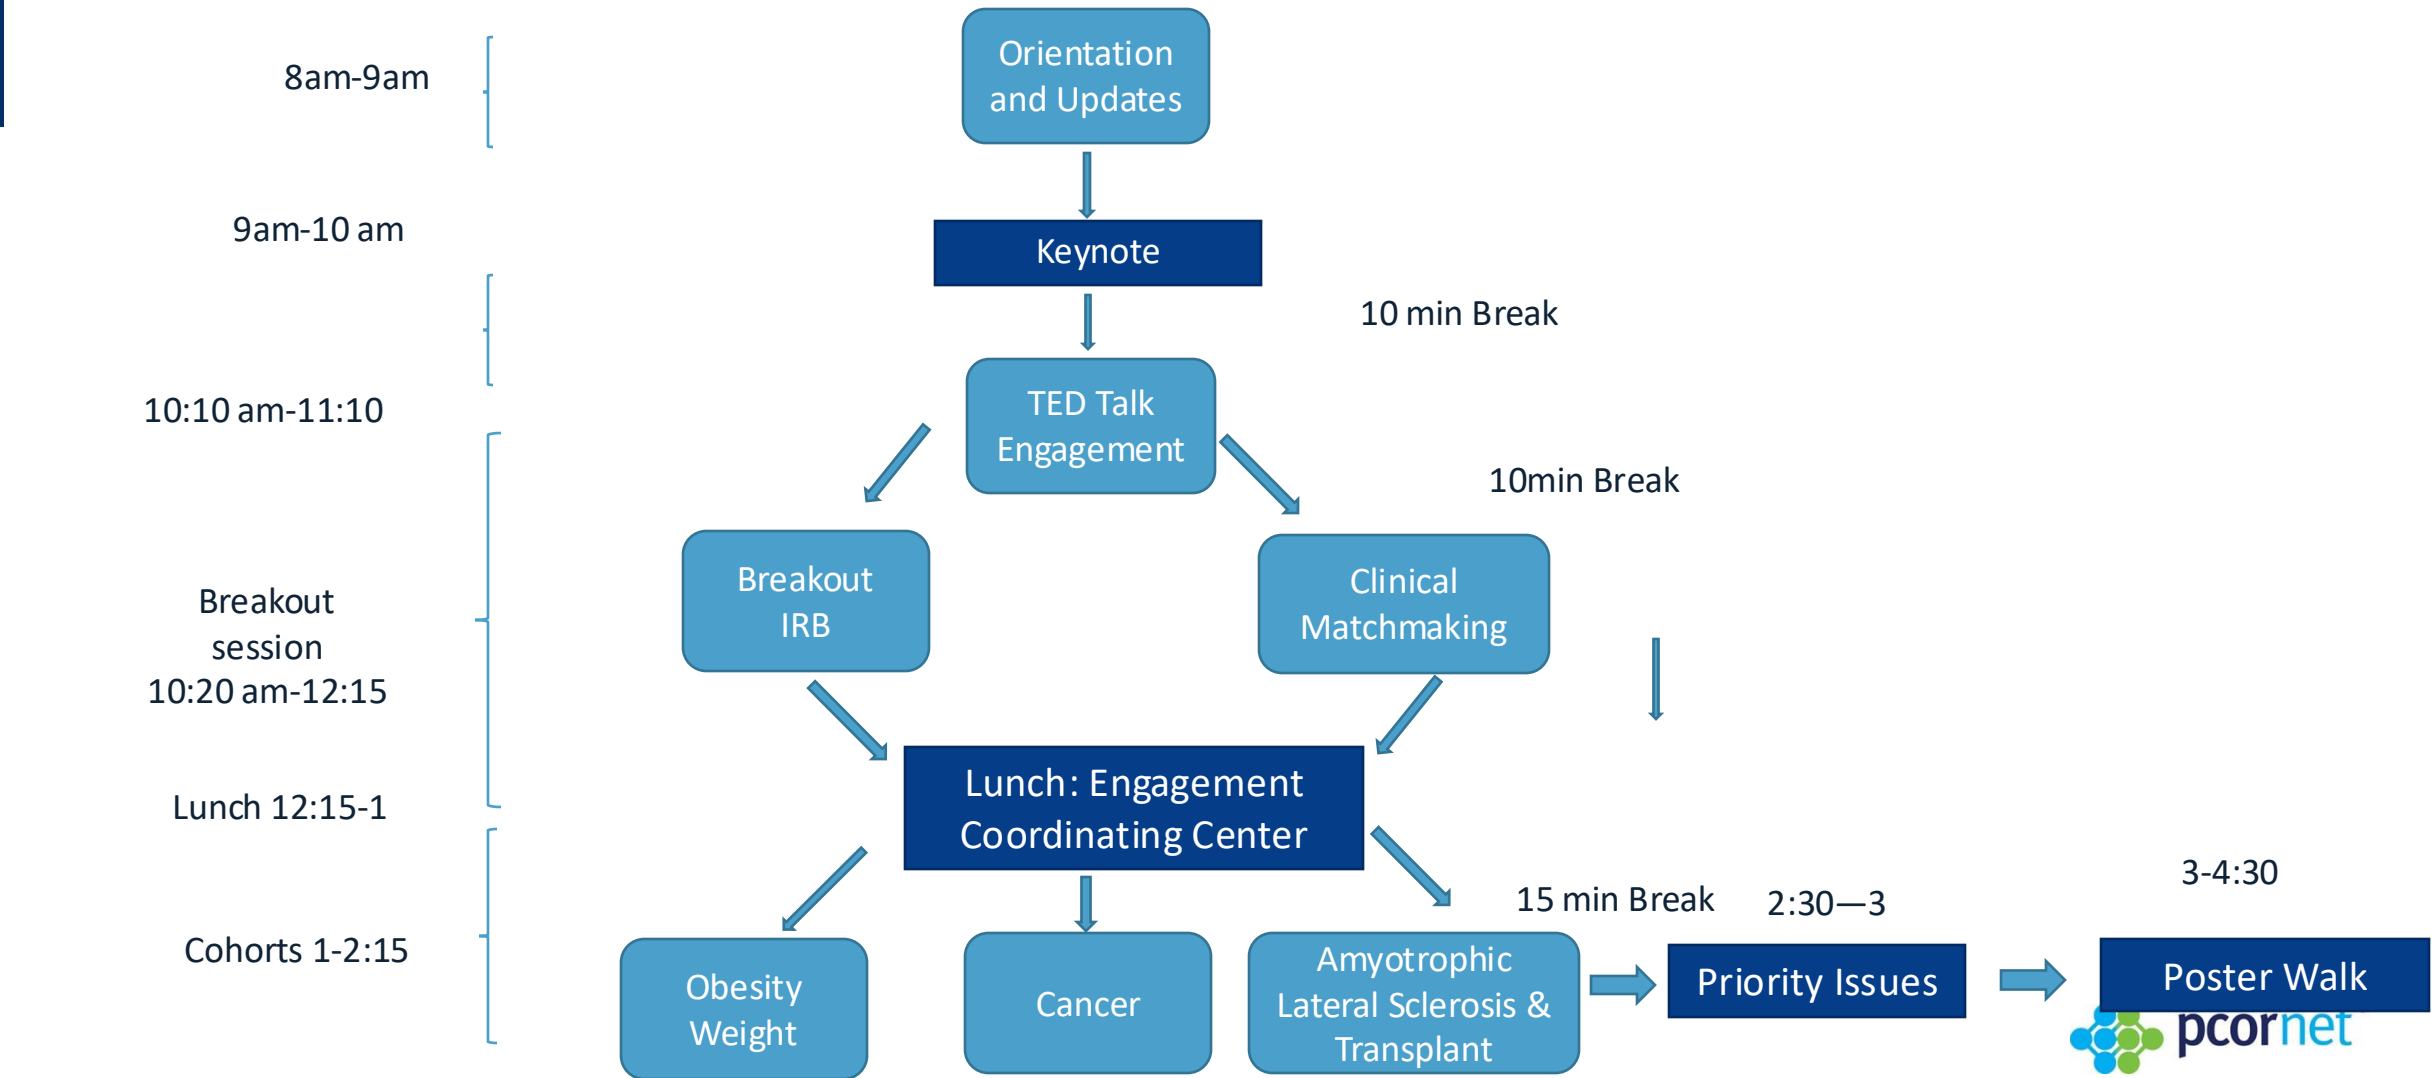 Orientation
and Updates
8am-9am
9am-10 am
Keynote
10 min Break
10:10 am-11:10
TED Talk
Engagement
10min Break
Breakout
session
10:20 am-12:15
Breakout
IRB
Clinical
Matchmaking
Lunch 12:15-1
Lunch: Engagement
Coordinating Center
Cohorts 1-2:15
Obesity
Weight
Cancer
Amyotrophic
Lateral Sclerosis &
Transplant
15 min Break
2:30—3
Priority Issues
3-4:30
Poster Walk
pcornet